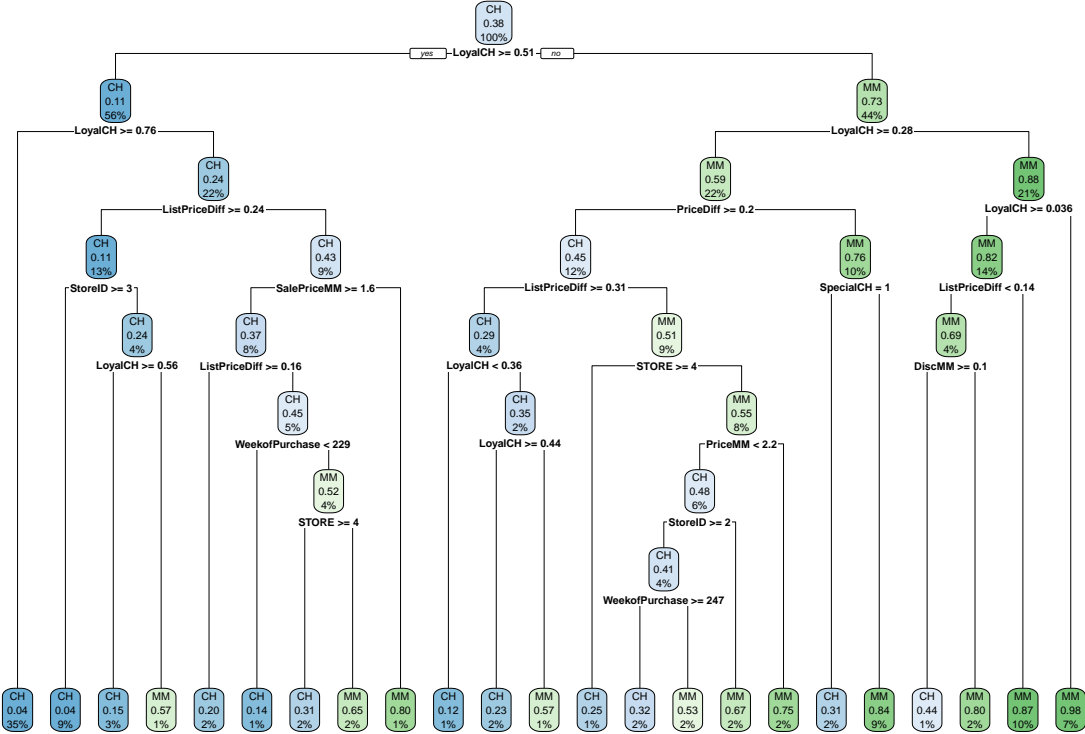 CH
0.38
100%
yes LoyalCH >= 0.51 no
CH
0.11
56%
MM
0.73
44%
LoyalCH >= 0.76
LoyalCH >= 0.28
CH
0.24
22%
MM
0.59
22%
MM
0.88
21%
ListPriceDiff >= 0.24
PriceDiff >= 0.2
LoyalCH >= 0.036
CH
0.11
13%
CH
0.43
9%
CH
0.45
12%
MM
0.76
10%
MM
0.82
14%
StoreID >= 3
SalePriceMM >= 1.6
ListPriceDiff >= 0.31
SpecialCH = 1
ListPriceDiff < 0.14
CH
0.24
4%
CH
0.37
8%
CH
0.29
4%
MM
0.51
9%
MM
0.69
4%
LoyalCH >= 0.56
ListPriceDiff >= 0.16
LoyalCH < 0.36
STORE >= 4
DiscMM >= 0.1
CH
0.45
5%
CH
0.35
2%
MM
0.55
8%
WeekofPurchase < 229
LoyalCH >= 0.44
PriceMM < 2.2
MM
0.52
4%
CH
0.48
6%
STORE >= 4
StoreID >= 2
CH
0.41
4%
WeekofPurchase >= 247
CH
0.04
35%
CH
0.04
9%
CH
0.15
3%
MM
0.57
1%
CH
0.20
2%
CH
0.14
1%
CH
0.31
2%
MM
0.65
2%
MM
0.80
1%
CH
0.12
1%
CH
0.23
2%
MM
0.57
1%
CH
0.25
1%
CH
0.32
2%
MM
0.53
2%
MM
0.67
2%
MM
0.75
2%
CH
0.31
2%
MM
0.84
9%
CH
0.44
1%
MM
0.80
2%
MM
0.87
10%
MM
0.98
7%